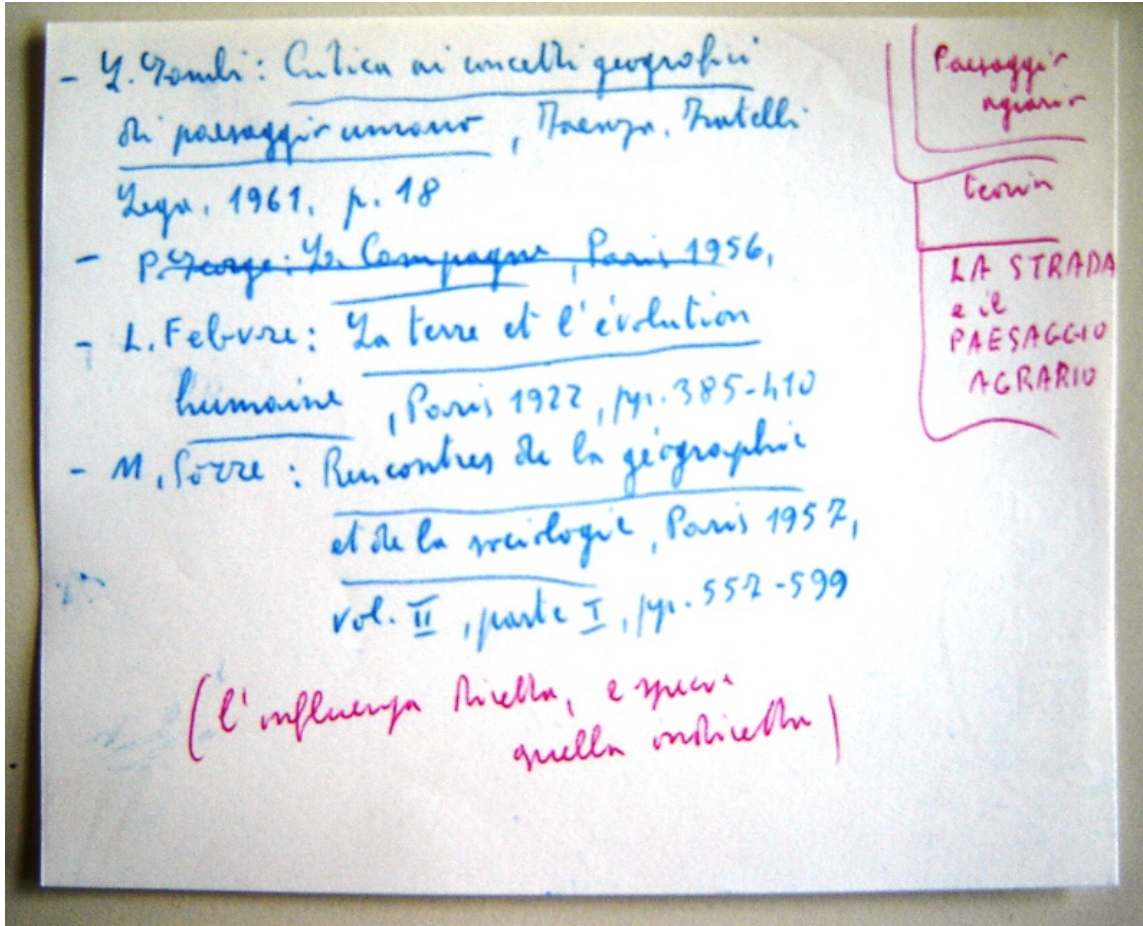 - L. Gambi: Critica ai concetti geografici
di paesaggio umano, Faenza, Fratelli
Lega, 1961, p. 18
- P. George: La Campagne, Paris 1956,
- L. Febvre: La terre et l'évolution
humaine, Paris 1922, pp. 385-410
- M. Sorre: Rencontres de la géographie
et de la sociologie, Paris 1957,
vol. II, parte I, pp. 557-599
(l'influenza diretta, e specie
quella indiretta)
Paesaggio
agrario
teoria
LA STRADA
e il
PAESAGGIO
AGRARIO